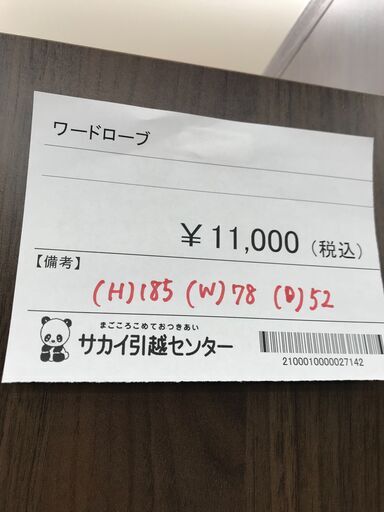 ワードローブ
￥11,000（税込）
【備考】
(H)185 (W)78 (D)52
まごころこめておつきあい
サカイ引越センター
2100010000027142